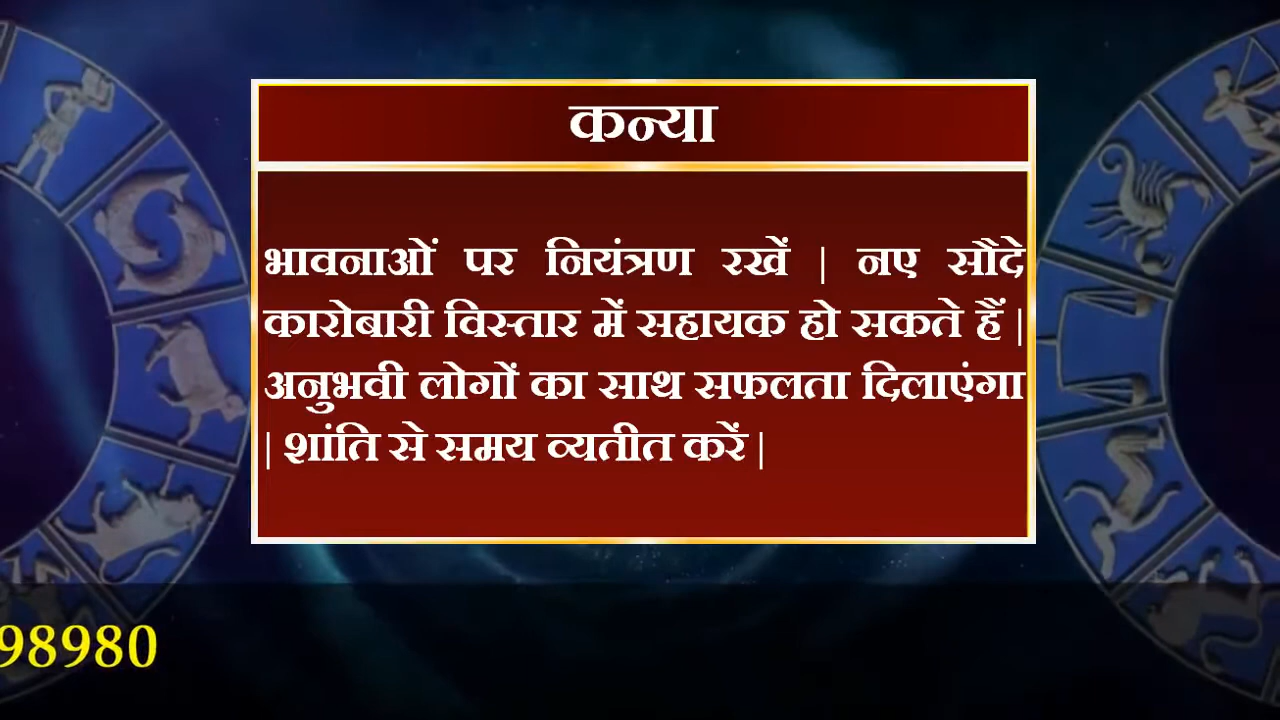 कन्या
भावनाओं पर नियंत्रण रखें | नए सौदे
कारोबारी विस्तार में सहायक हो सकते हैं |
अनुभवी लोगों का साथ सफलता दिलाएंगा
| शांति से समय व्यतीत करें |
98980